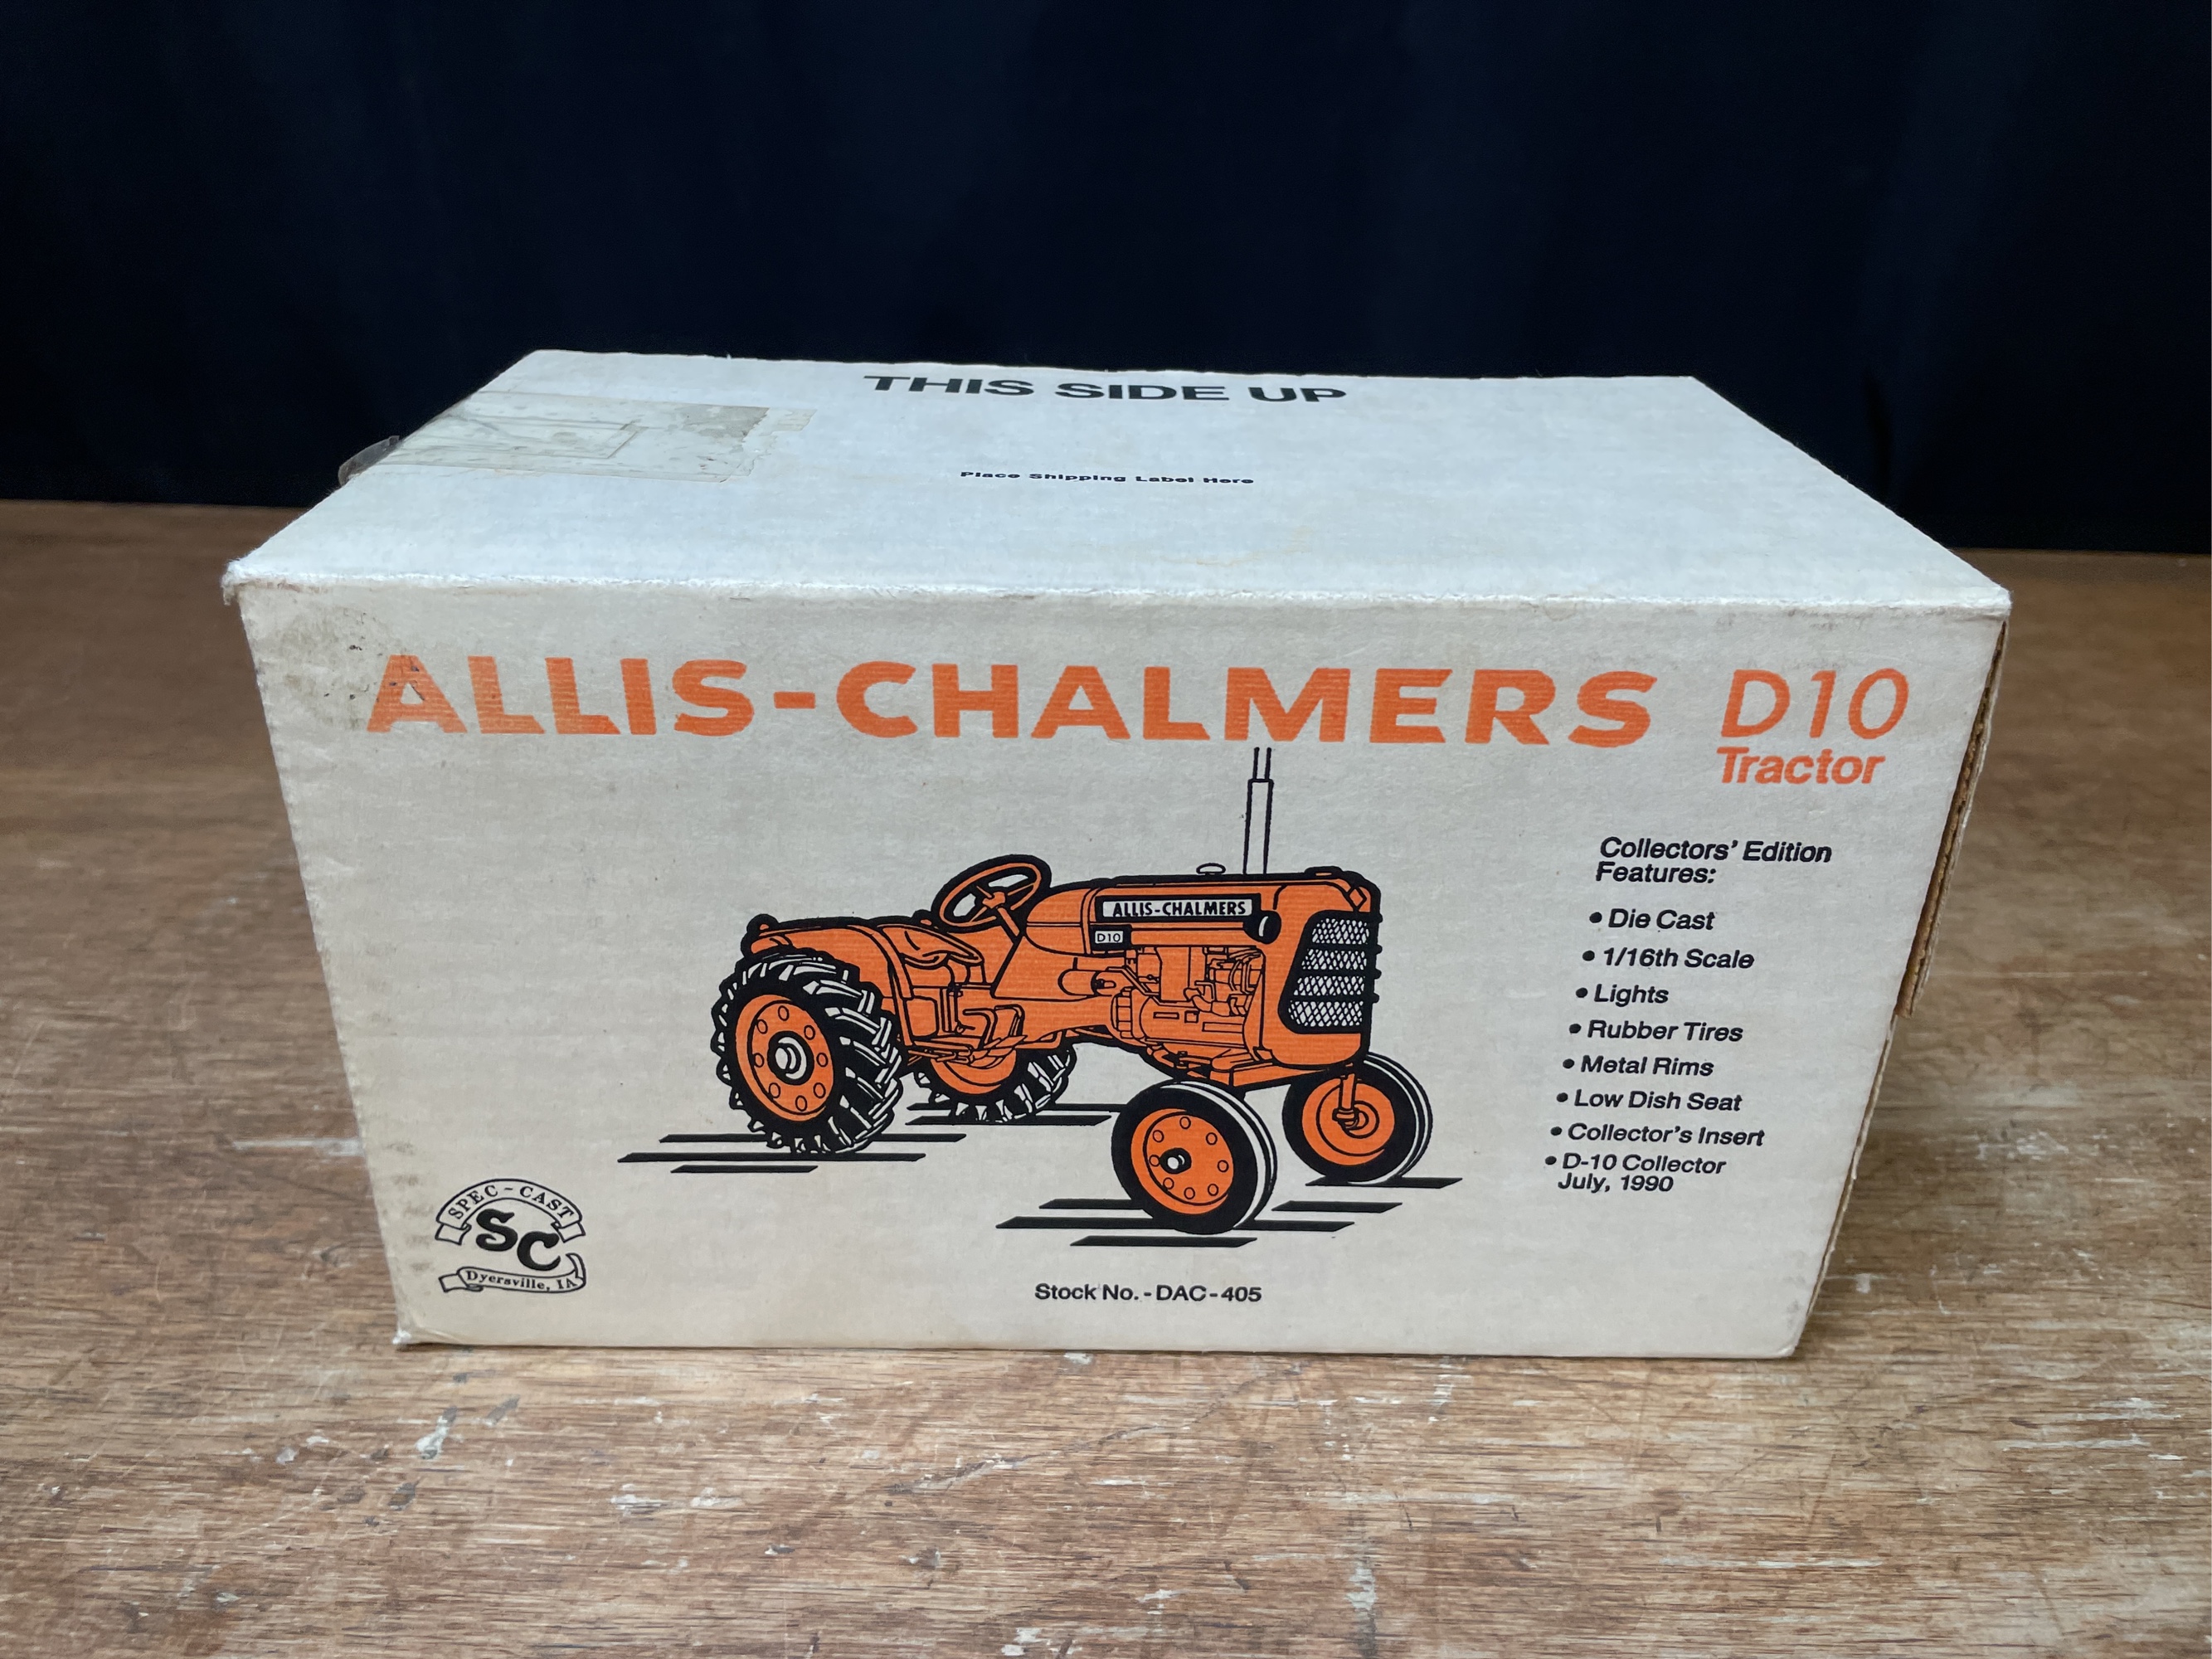 THIS SIDE UP
Place Shipping Label Here
ALLIS-CHALMERS D10
Tractor
ALLIS-CHALMERS
D10
Collectors' Edition
Features:
• Die Cast
• 1/16th Scale
• Lights
• Rubber Tires
• Metal Rims
• Low Dish Seat
• Collector's Insert
• D-10 Collector
July, 1990
SPEC-CAST
SC
Dyersville, IA
Stock No.-DAC-405